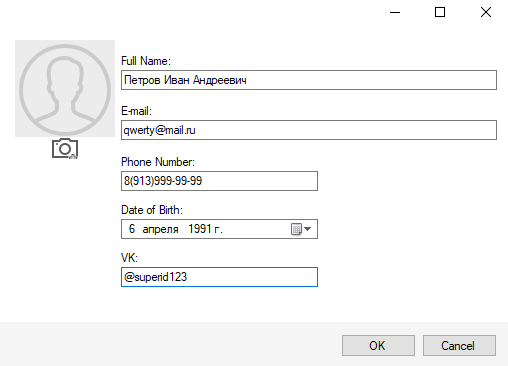 Full Name:
Петров Иван Андреевич
E-mail:
qwerty@mail.ru
Phone Number:
8(913)999-99-99
Date of Birth:
6 апреля 1991 г.
VK:
@superid123
OK Cancel